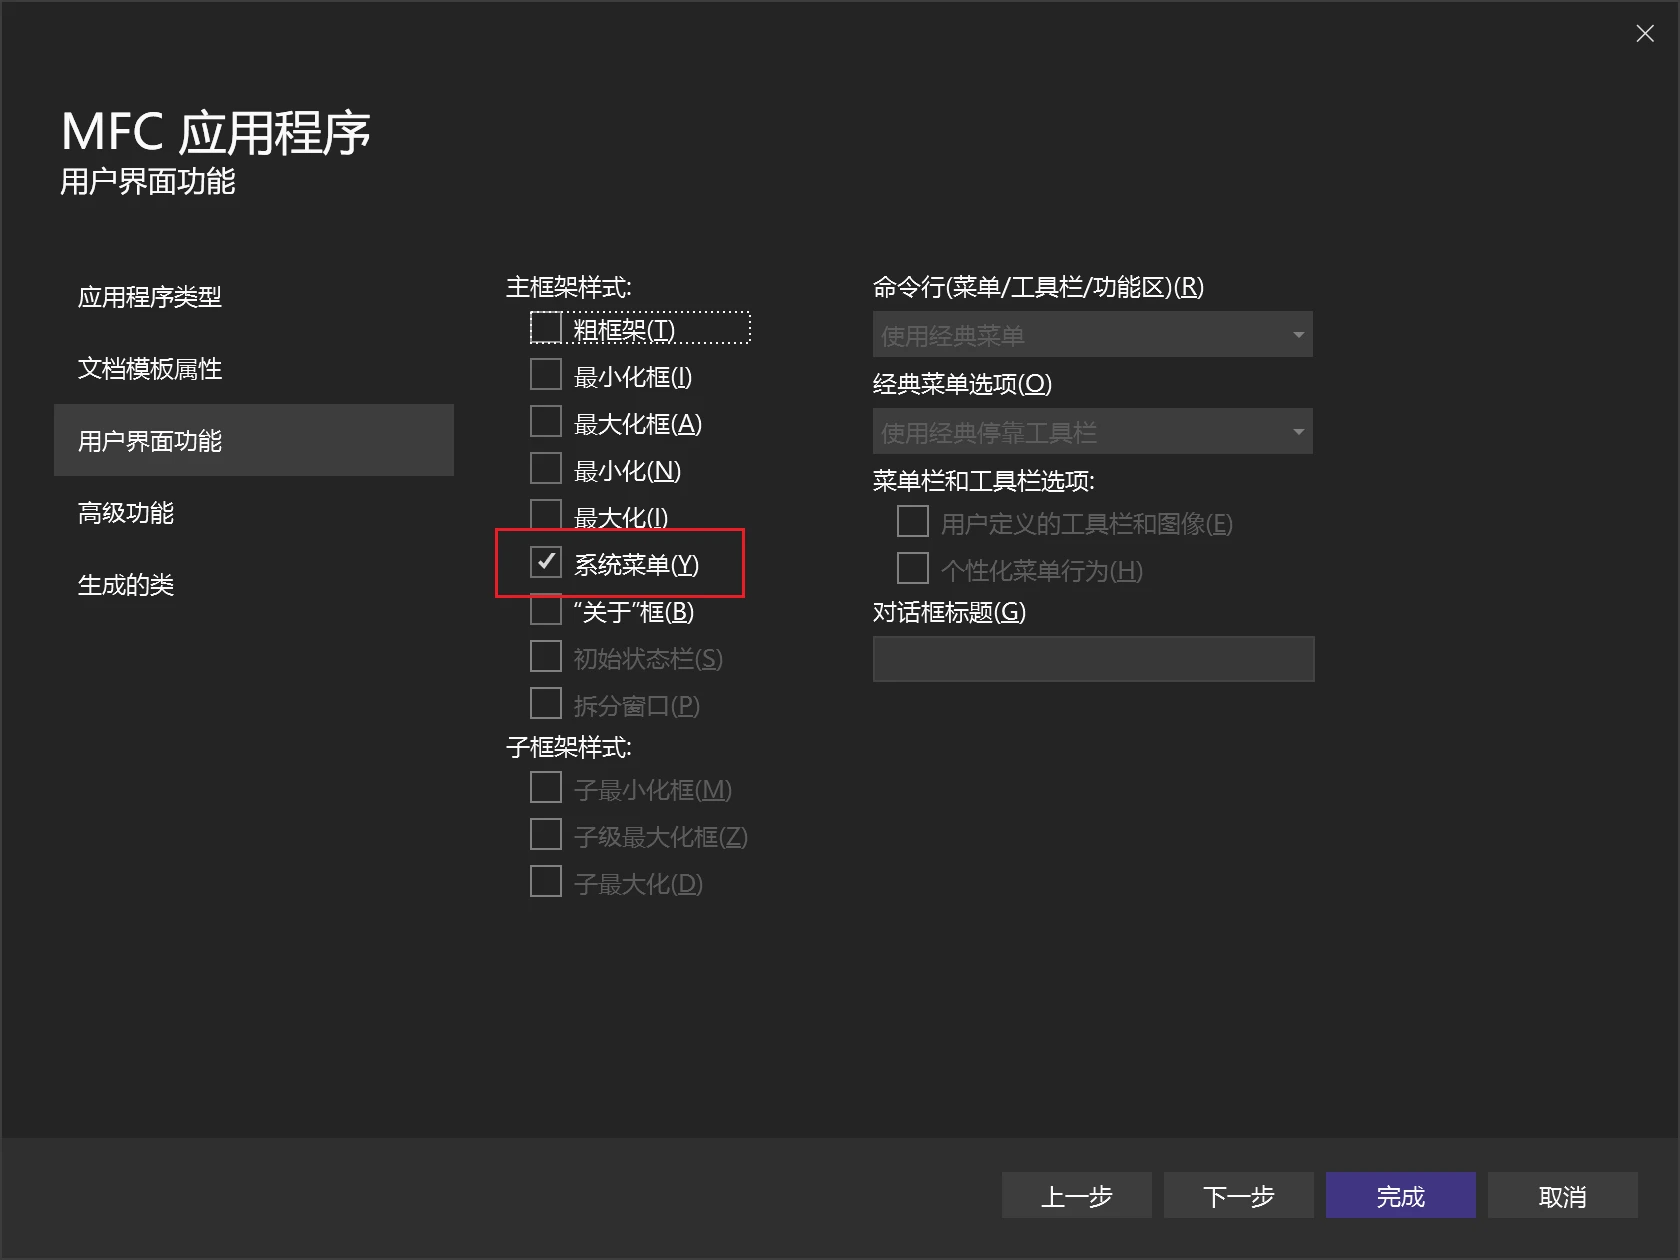 MFC 应用程序
用户界面功能
应用程序类型
文档模板属性
用户界面功能
高级功能
生成的类
主框架样式:
粗框架(T)
最小化框(I)
最大化框(A)
最小化(N)
最大化(I)
系统菜单(Y)
“关于”框(B)
初始状态栏(S)
拆分窗口(P)
子框架样式:
子最小化框(M)
子级最大化框(Z)
子最大化(D)
命令行(菜单/工具栏/功能区)(R)
使用经典菜单
经典菜单选项(O)
使用经典停靠工具栏
菜单栏和工具栏选项:
用户定义的工具栏和图像(E)
个性化菜单行为(H)
对话框标题(G)
上一步
下一步
完成
取消